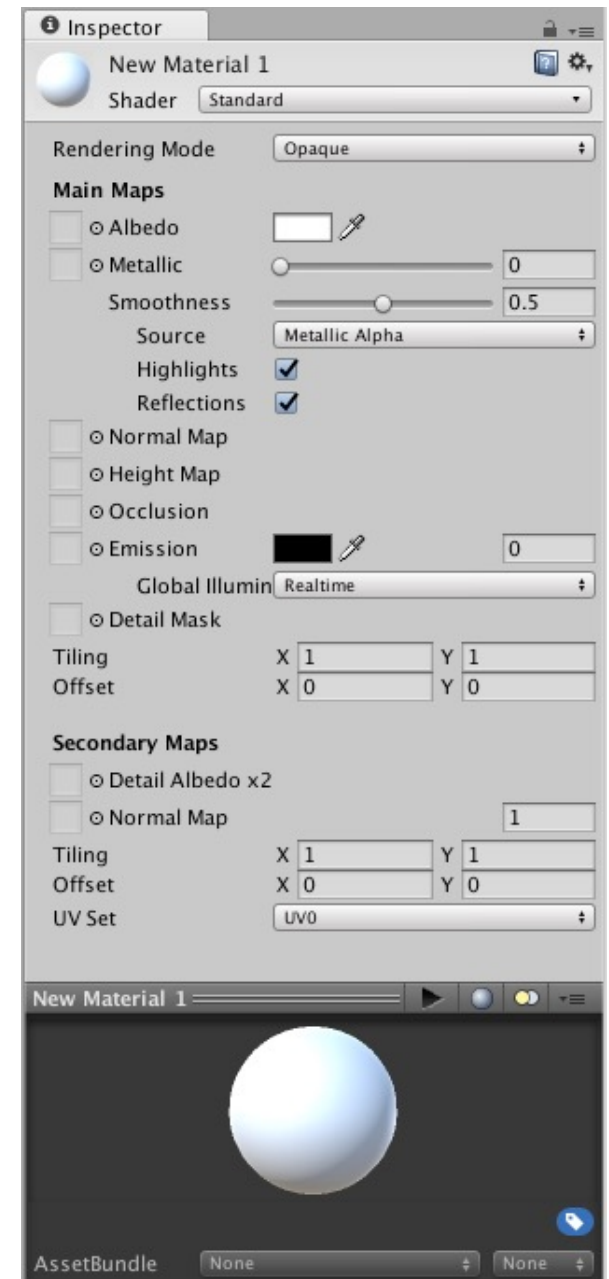 Inspector
New Material 1
Shader Standard
Rendering Mode Opaque
Main Maps
Albedo
Metallic 0
Smoothness 0.5
Source Metallic Alpha
Highlights
Reflections
Normal Map
Height Map
Occlusion
Emission 0
Global Illumin Realtime
Detail Mask
Tiling X 1 Y 1
Offset X 0 Y 0
Secondary Maps
Detail Albedo x2
Normal Map 1
Tiling X 1 Y 1
Offset X 0 Y 0
UV Set UV0
New Material 1
AssetBundle None None